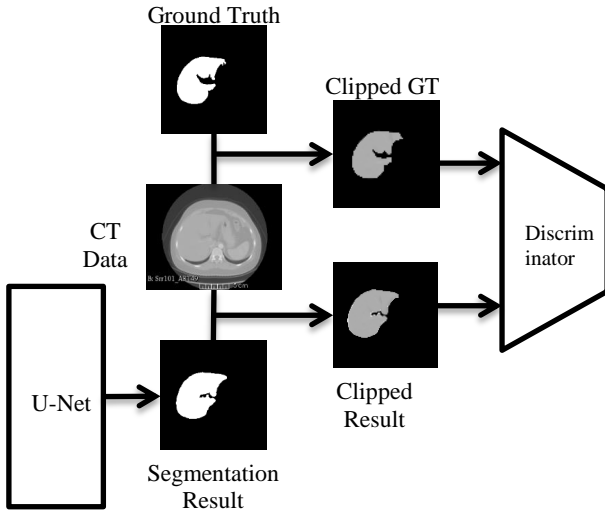 Ground Truth
Clipped GT
CT
Data
Discrim
inator
U-Net
Clipped
Result
Segmentation
Result